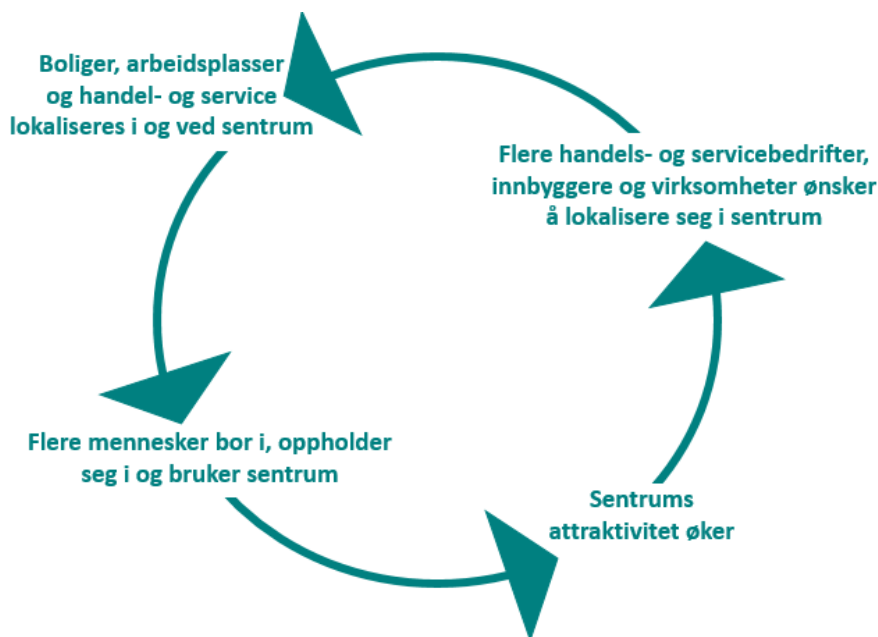 Boliger, arbeidsplasser
og handel- og service
lokaliseres i og ved sentrum
Flere handels- og servicebedrifter,
innbyggere og virksomheter ønsker
å lokalisere seg i sentrum
Flere mennesker bor i, oppholder
seg i og bruker sentrum
Sentrums
attraktivitet øker